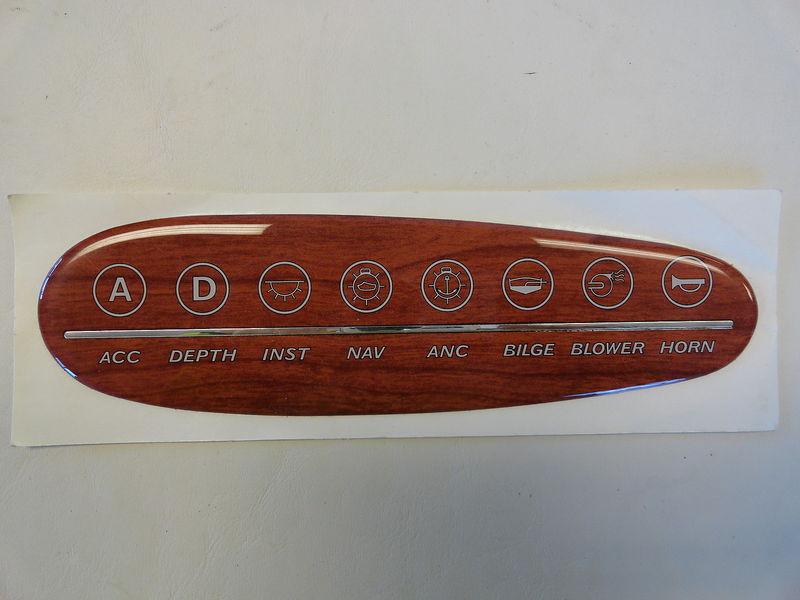 A D
ACC DEPTH INST NAV ANC BILGE BLOWER HORN